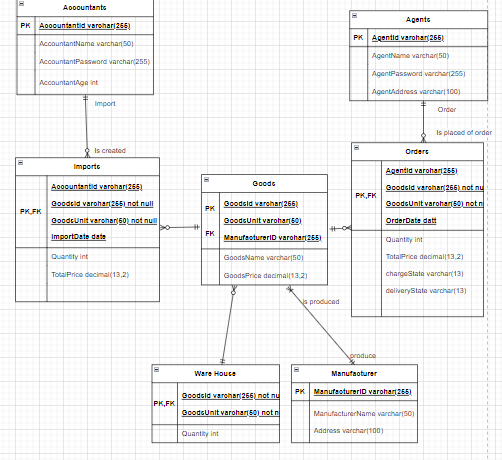 Accountants
PK AccountantId varchar(255)
AccountantName varchar(50)
AccountantPassword varchar(255)
AccountantAge int
Agents
PK AgentId varchar(255)
AgentName varchar(50)
AgentPassword varchar(255)
AgentAddress varchar(100)
Import
Order
Is created
Is placed of order
Imports
PK,FK
AccountantId varchar(255)
GoodsId varchar(255) not null
GoodsUnit varchar(50) not null
ImportDate date
Quantity int
TotalPrice decimal(13,2)
Goods
PK GoodsId varchar(255)
GoodsUnit varchar(50)
FK ManufacturerID varchar(255)
GoodsName varchar(50)
GoodsPrice decimal(13,2)
Orders
PK,FK
AgentId varchar(255)
GoodsId varchar(255) not nu
GoodsUnit varchar(50) not n
OrderDate datt
Quantity int
TotalPrice decimal(13,2)
chargeState varchar(13)
deliveryState varchar(13)
is produced
produce
Ware House
PK,FK
GoodsId varchar(255) not nu
GoodsUnit varchar(50) not n
Quantity int
Manufacturer
PK ManufacturerID varchar(255)
ManufacturerName varchar(50)
Address varchar(100)